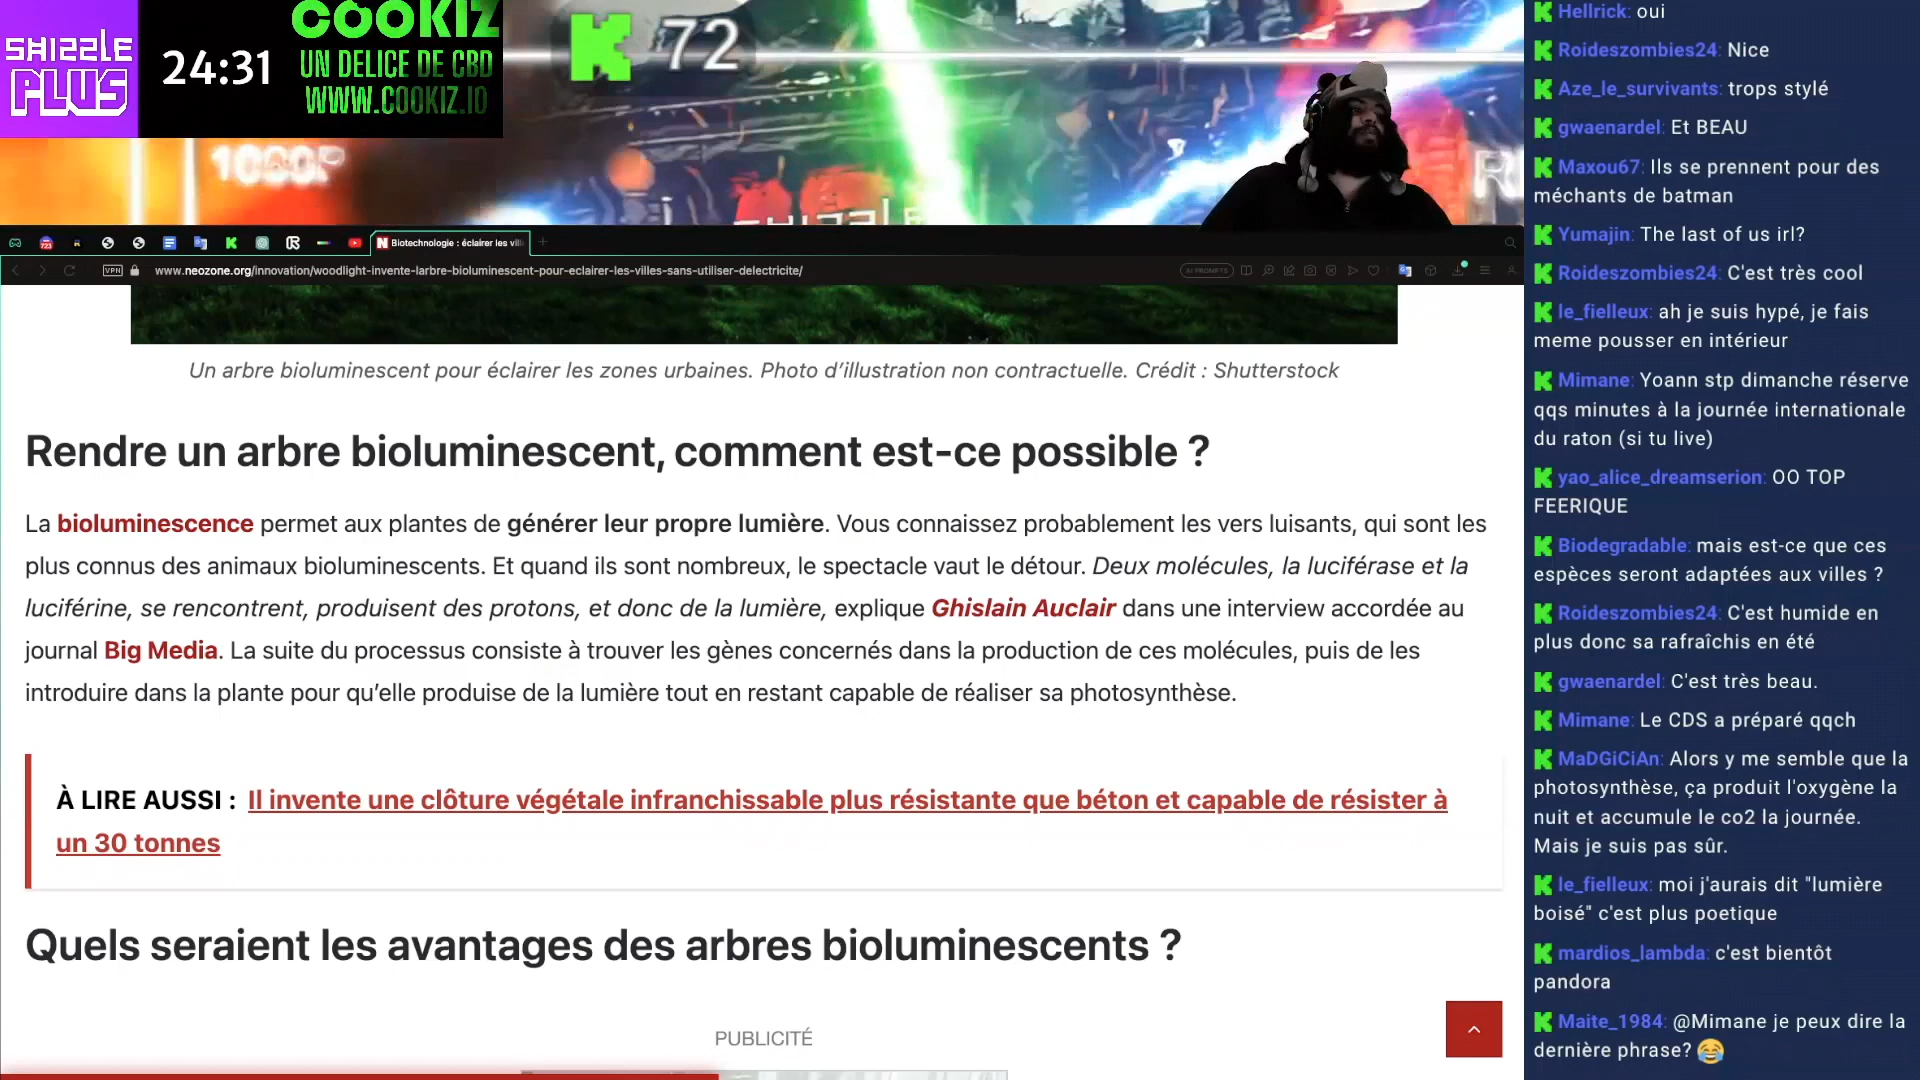 SHIZZLE
PLUS
24:31
COOKIZ
UN DELICE DE CBD
WWW.COOKIZ.IO
72
1080P
Biotechnologie : éclairer les vill
VPN
www.neozone.org/innovation/woodlight-invente-larbre-bioluminescent-pour-eclairer-les-villes-sans-utiliser-delectricite/
AI PROMPTS
Un arbre bioluminescent pour éclairer les zones urbaines. Photo d’illustration non contractuelle. Crédit : Shutterstock
Rendre un arbre bioluminescent, comment est-ce possible ?
La bioluminescence permet aux plantes de générer leur propre lumière. Vous connaissez probablement les vers luisants, qui sont les
plus connus des animaux bioluminescents. Et quand ils sont nombreux, le spectacle vaut le détour. Deux molécules, la luciférase et la
luciférine, se rencontrent, produisent des protons, et donc de la lumière, explique Ghislain Auclair dans une interview accordée au
journal Big Media. La suite du processus consiste à trouver les gènes concernés dans la production de ces molécules, puis de les
introduire dans la plante pour qu’elle produise de la lumière tout en restant capable de réaliser sa photosynthèse.
À LIRE AUSSI : Il invente une clôture végétale infranchissable plus résistante que béton et capable de résister à
un 30 tonnes
Quels seraient les avantages des arbres bioluminescents ?
PUBLICITÉ
Hellrick: oui
Roideszombies24: Nice
Aze_le_survivants: trops stylé
gwaenardel: Et BEAU
Maxou67: Ils se prennent pour des
méchants de batman
Yumajin: The last of us irl?
Roideszombies24: C'est très cool
le_fielleux: ah je suis hypé, je fais
meme pousser en intérieur
Mimane: Yoann stp dimanche réserve
qqs minutes à la journée internationale
du raton (si tu live)
yao_alice_dreamserion: OO TOP
FEERIQUE
Biodegradable: mais est-ce que ces
espèces seront adaptées aux villes ?
Roideszombies24: C'est humide en
plus donc sa rafraîchis en été
gwaenardel: C'est très beau.
Mimane: Le CDS a préparé qqch
MaDGiCiAn: Alors y me semble que la
photosynthèse, ça produit l'oxygène la
nuit et accumule le co2 la journée.
Mais je suis pas sûr.
le_fielleux: moi j'aurais dit "lumière
boisé" c'est plus poetique
mardios_lambda: c'est bientôt
pandora
Maite_1984: @Mimane je peux dire la
dernière phrase? 😂